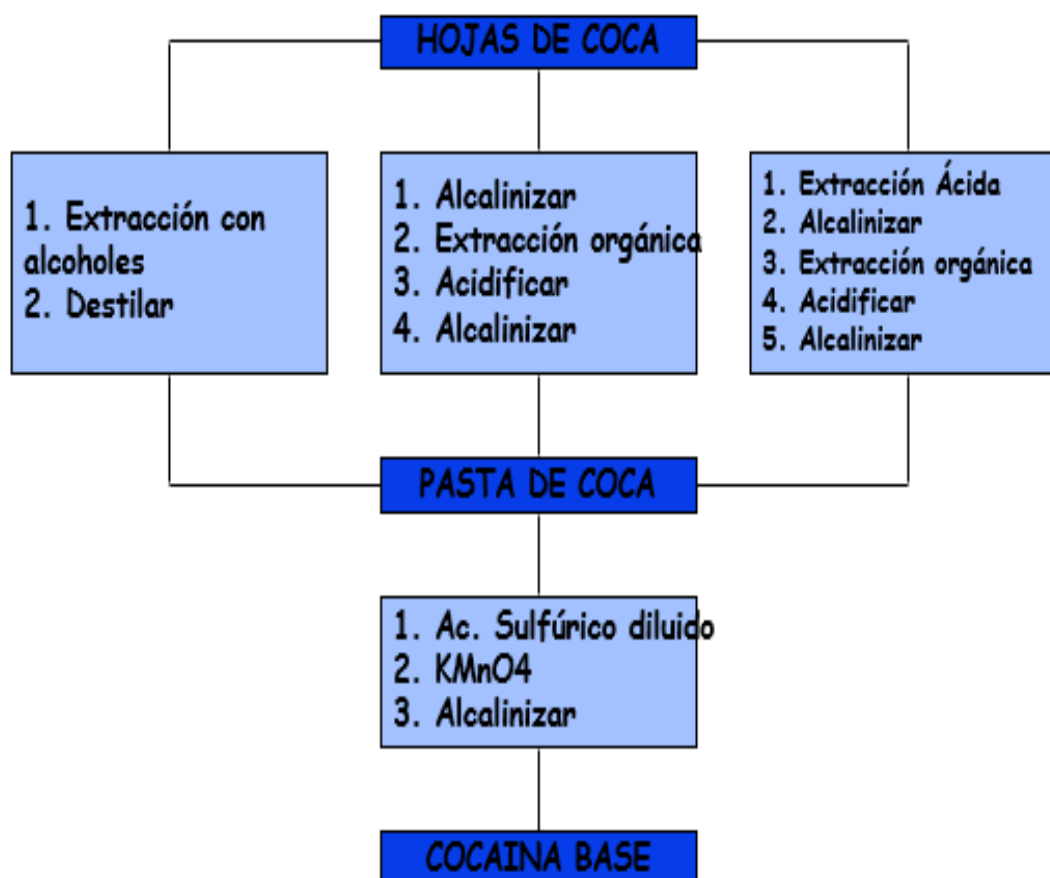 HOJAS DE COCA
1. Extracción con
alcoholes
2. Destilar
1. Alcalinizar
2. Extracción orgánica
3. Acidificar
4. Alcalinizar
1. Extracción Ácida
2. Alcalinizar
3. Extracción orgánica
4. Acidificar
5. Alcalinizar
PASTA DE COCA
1. Ac. Sulfúrico diluido
2. KMnO4
3. Alcalinizar
COCAINA BASE